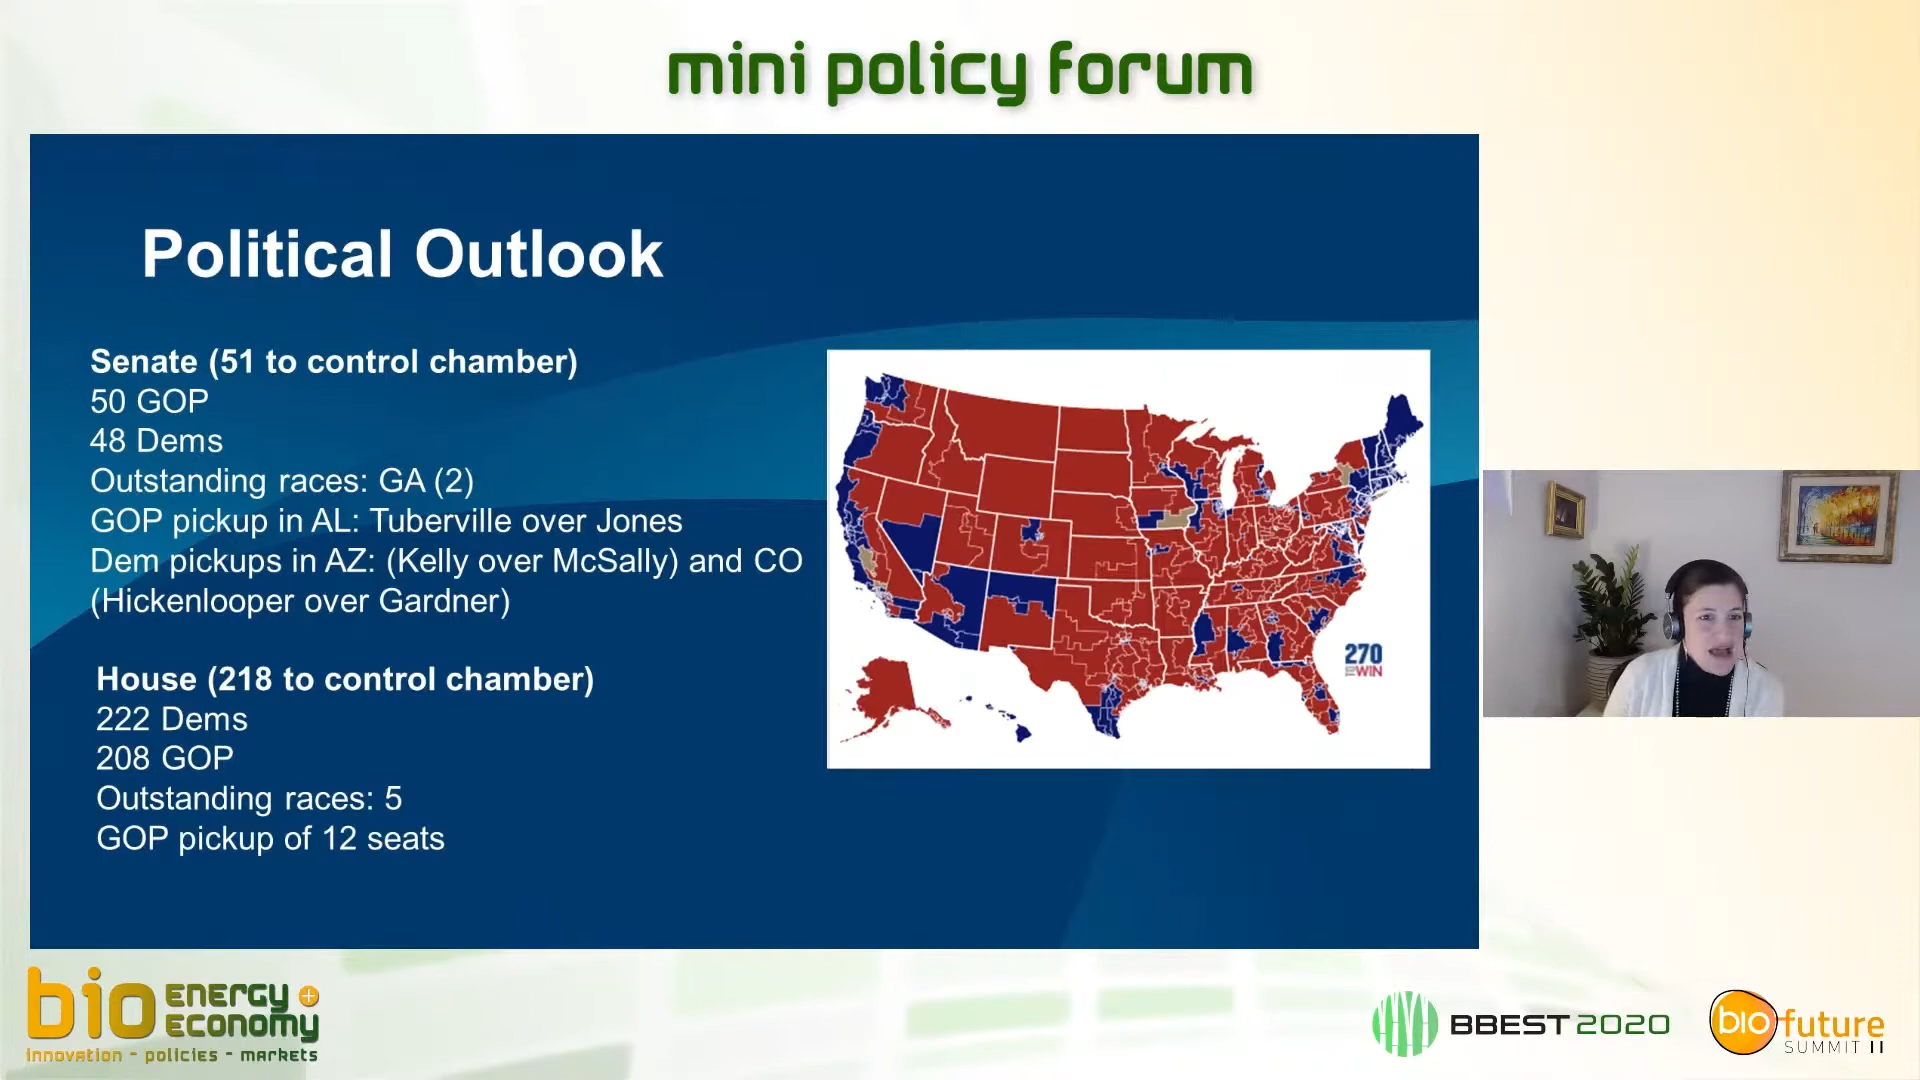 mini policy forum
Political Outlook
Senate (51 to control chamber)
50 GOP
48 Dems
Outstanding races: GA (2)
GOP pickup in AL: Tuberville over Jones
Dem pickups in AZ: (Kelly over McSally) and CO
(Hickenlooper over Gardner)
House (218 to control chamber)
222 Dems
208 GOP
Outstanding races: 5
GOP pickup of 12 seats
270
TO WIN
bio ENERGY +
ECONOMY
innovation - policies - markets
BBEST 2020
bio future
SUMMIT II